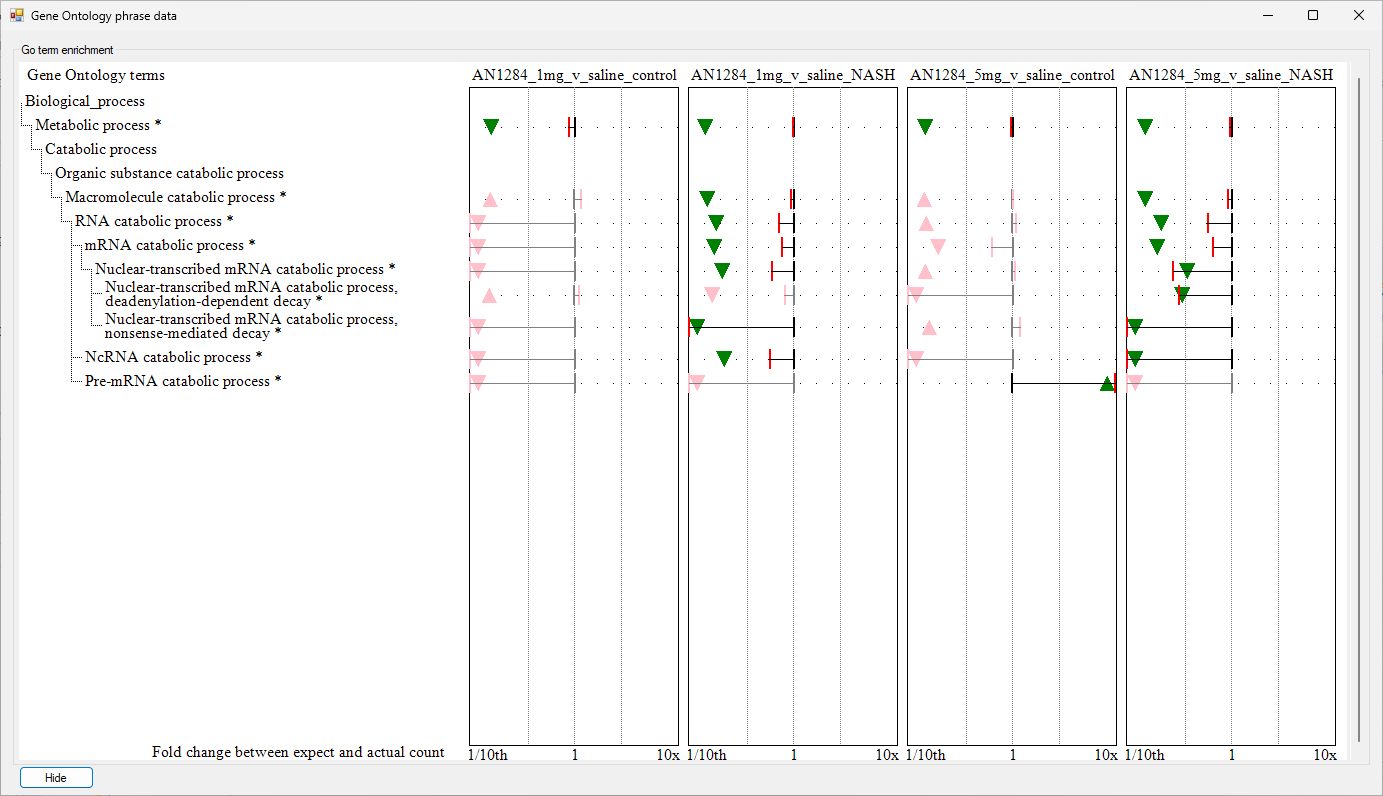 Gene Ontology phrase data
Go term enrichment
Gene Ontology terms
AN1284_1mg_v_saline_control
AN1284_1mg_v_saline_NASH
AN1284_5mg_v_saline_control
AN1284_5mg_v_saline_NASH
Biological_process
Metabolic process *
Catabolic process
Organic substance catabolic process
Macromolecule catabolic process *
RNA catabolic process *
mRNA catabolic process *
Nuclear-transcribed mRNA catabolic process *
Nuclear-transcribed mRNA catabolic process,
deadenylation-dependent decay *
Nuclear-transcribed mRNA catabolic process,
nonsense-mediated decay *
NcRNA catabolic process *
Pre-mRNA catabolic process *
Fold change between expect and actual count
1/10th 1 10x
1/10th 1 10x
1/10th 1 10x
1/10th 1 10x
Hide